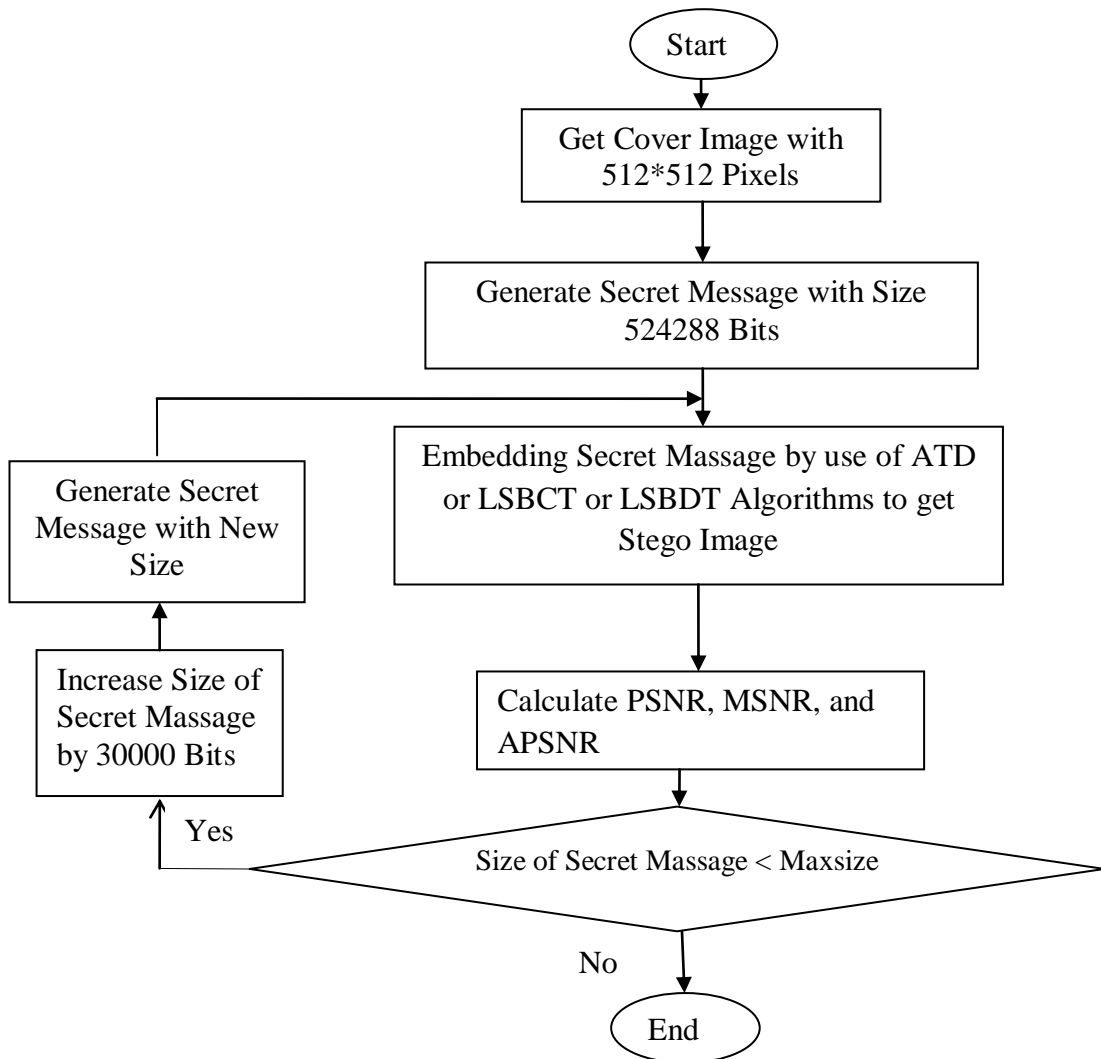 Start
Get Cover Image with
512*512 Pixels
Generate Secret Message with Size
524288 Bits
Embedding Secret Massage by use of ATD
or LSBCT or LSBDT Algorithms to get
Stego Image
Generate Secret
Message with New
Size
Increase Size of
Secret Massage
by 30000 Bits
Calculate PSNR, MSNR, and
APSNR
Yes
Size of Secret Massage < Maxsize
No
End